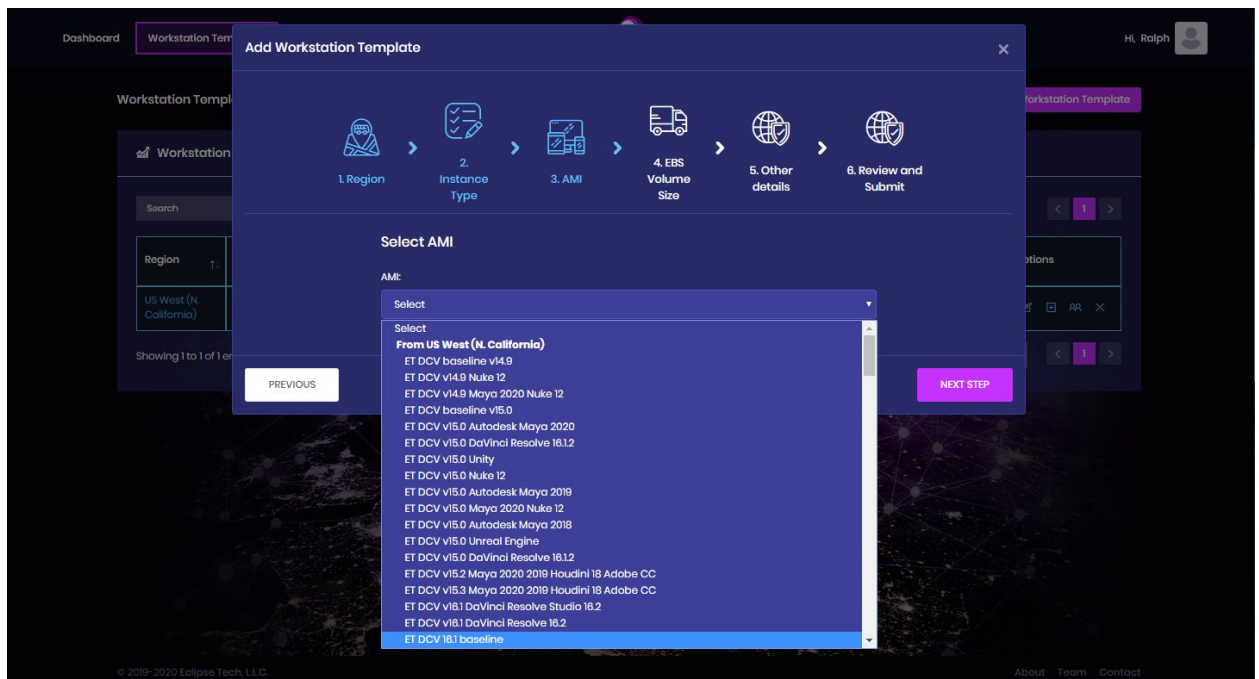 Dashboard
Workstation Tem
Add Workstation Template
×
Hi, Ralph
Workstation Templ
Workstation Template
Workstation
1. Region
2.
Instance
Type
3. AMI
4. EBS
Volume
Size
5. Other
details
6. Review and
Submit
Search
< 1 >
Select AMI
Region
AMI:
ptions
US West (N.
California)
Select
Showing 1 to 1 of 1 en
< 1 >
PREVIOUS
NEXT STEP
Select
From US West (N. California)
ET DCV baseline v14.9
ET DCV v14.9 Nuke 12
ET DCV v14.9 Maya 2020 Nuke 12
ET DCV baseline v15.0
ET DCV v15.0 Autodesk Maya 2020
ET DCV v15.0 DaVinci Resolve 16.1.2
ET DCV v15.0 Unity
ET DCV v15.0 Nuke 12
ET DCV v15.0 Autodesk Maya 2019
ET DCV v15.0 Maya 2020 Nuke 12
ET DCV v15.0 Autodesk Maya 2018
ET DCV v15.0 Unreal Engine
ET DCV v15.0 DaVinci Resolve 16.1.2
ET DCV v15.2 Maya 2020 2019 Houdini 18 Adobe CC
ET DCV v15.3 Maya 2020 2019 Houdini 18 Adobe CC
ET DCV v16.1 DaVinci Resolve Studio 16.2
ET DCV v16.1 DaVinci Resolve 16.2
ET DCV 16.1 baseline
© 2019-2020 Eclipse Tech, LLC.
About Team Contact